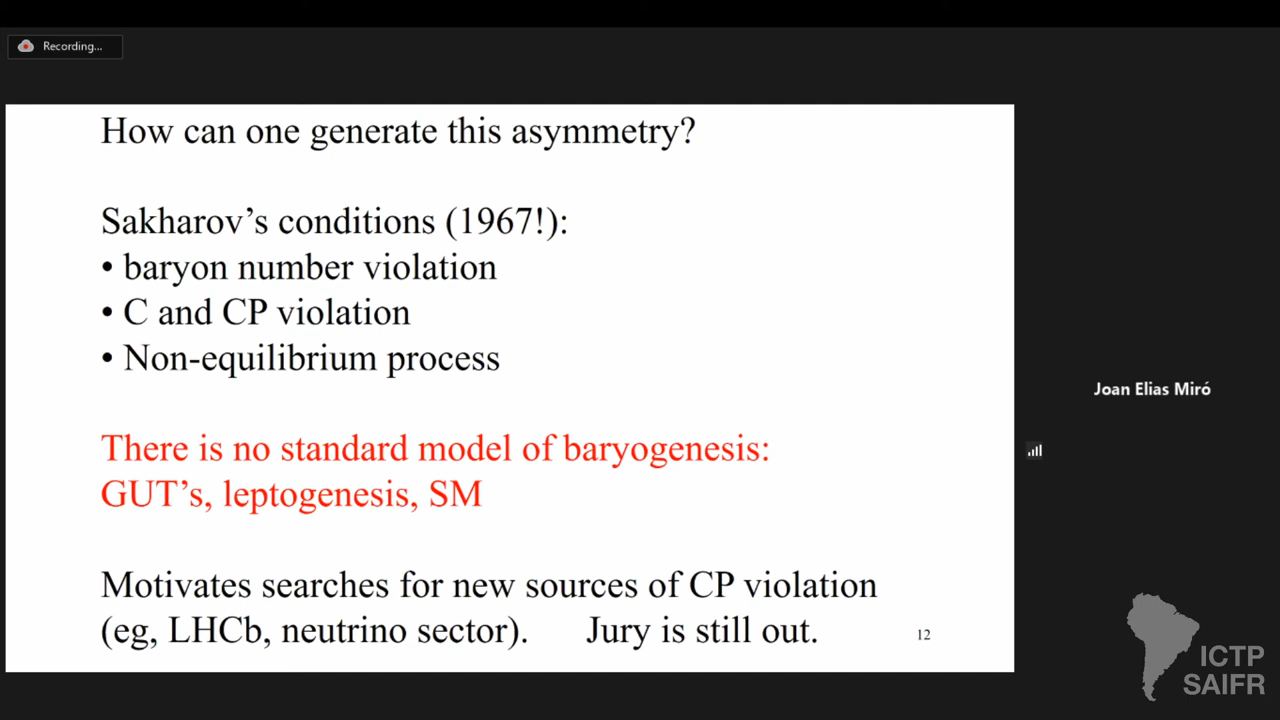 Recording...
How can one generate this asymmetry?
Sakharov’s conditions (1967!):
• baryon number violation
• C and CP violation
• Non-equilibrium process
There is no standard model of baryogenesis:
GUT’s, leptogenesis, SM
Motivates searches for new sources of CP violation
(eg, LHCb, neutrino sector). Jury is still out.
12
Joan Elias Miró
ICTP
SAIFR